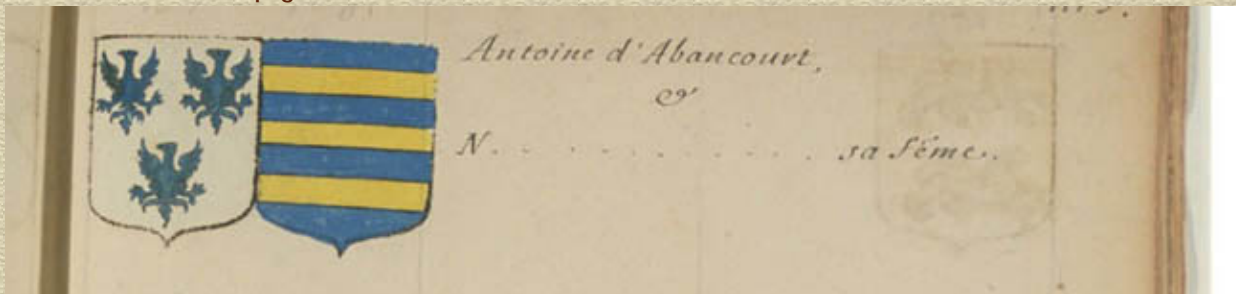 Antoine d'Abancourt,
&
N. . . . . . . . . . . . sa féme.